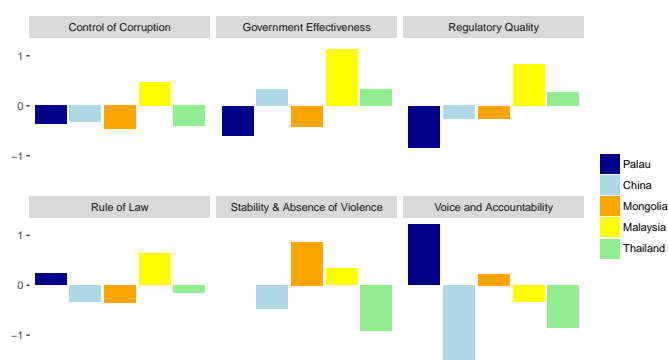 Control of Corruption
Government Effectiveness
Regulatory Quality
1
0
−1
Rule of Law
Stability & Absence of Violence
Voice and Accountability
1
0
−1
Palau
China
Mongolia
Malaysia
Thailand